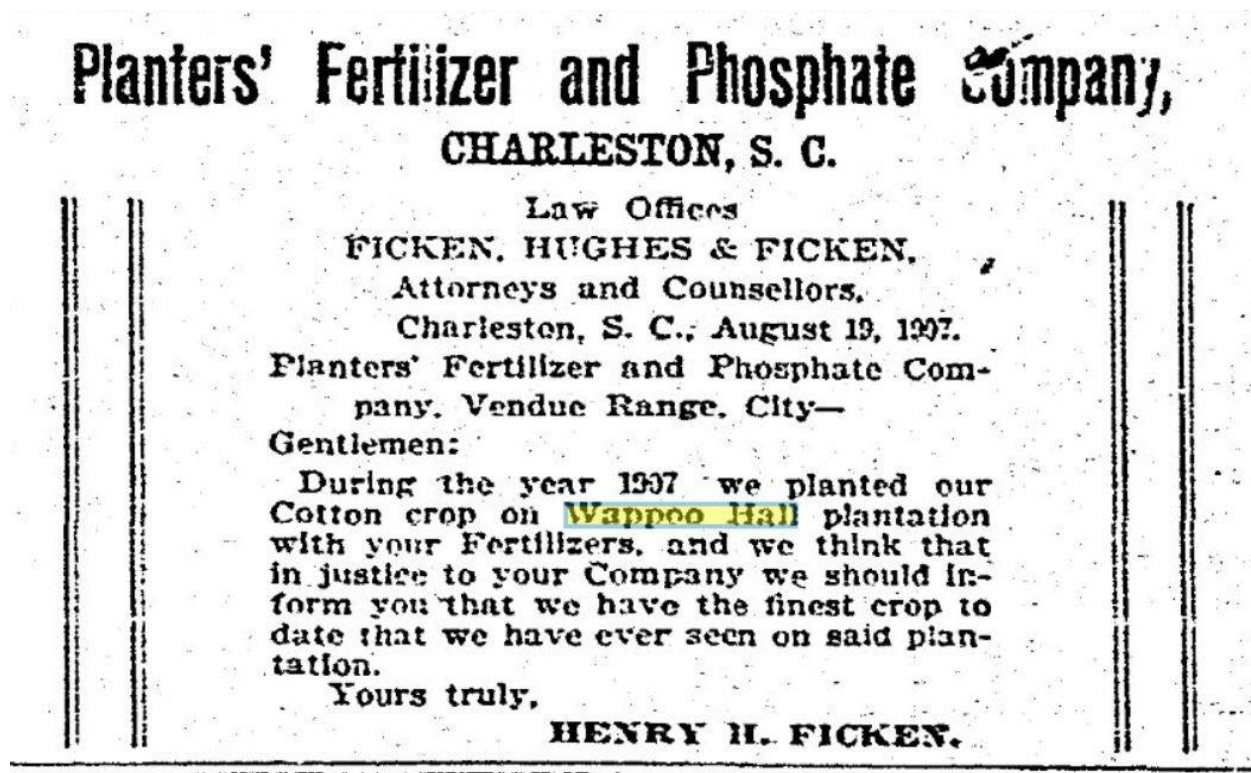 Planters' Fertilizer and Phosphate Company,
CHARLESTON, S. C.
Law Offices
FICKEN, HUGHES & FICKEN,
Attorneys and Counsellors.
Charleston, S. C., August 19, 1907.
Planters' Fertilizer and Phosphate Com-
pany, Vendue Range, City—
Gentlemen:
During the year 1907 we planted our
Cotton crop on Wappoo Hall plantation
with your Fertilizers, and we think that
in justice to your Company we should in-
form you that we have the finest crop to
date that we have ever seen on said plan-
tation.
Yours truly,
HENRY H. FICKEN.